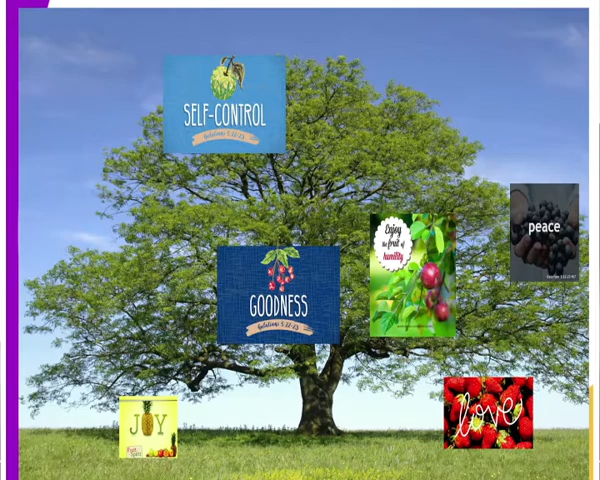 SELF-CONTROL
Galatians 5:22-23
peace
Enjoy
the fruit of
humility
GOODNESS
Galatians 5:22-23
love
JOY